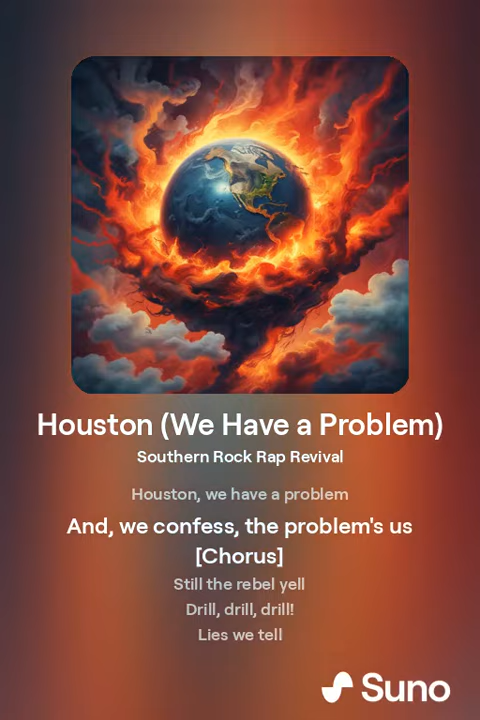 Houston (We Have a Problem)
Southern Rock Rap Revival
Houston, we have a problem
And, we confess, the problem's us
[Chorus]
Still the rebel yell
Drill, drill, drill!
Lies we tell
Suno